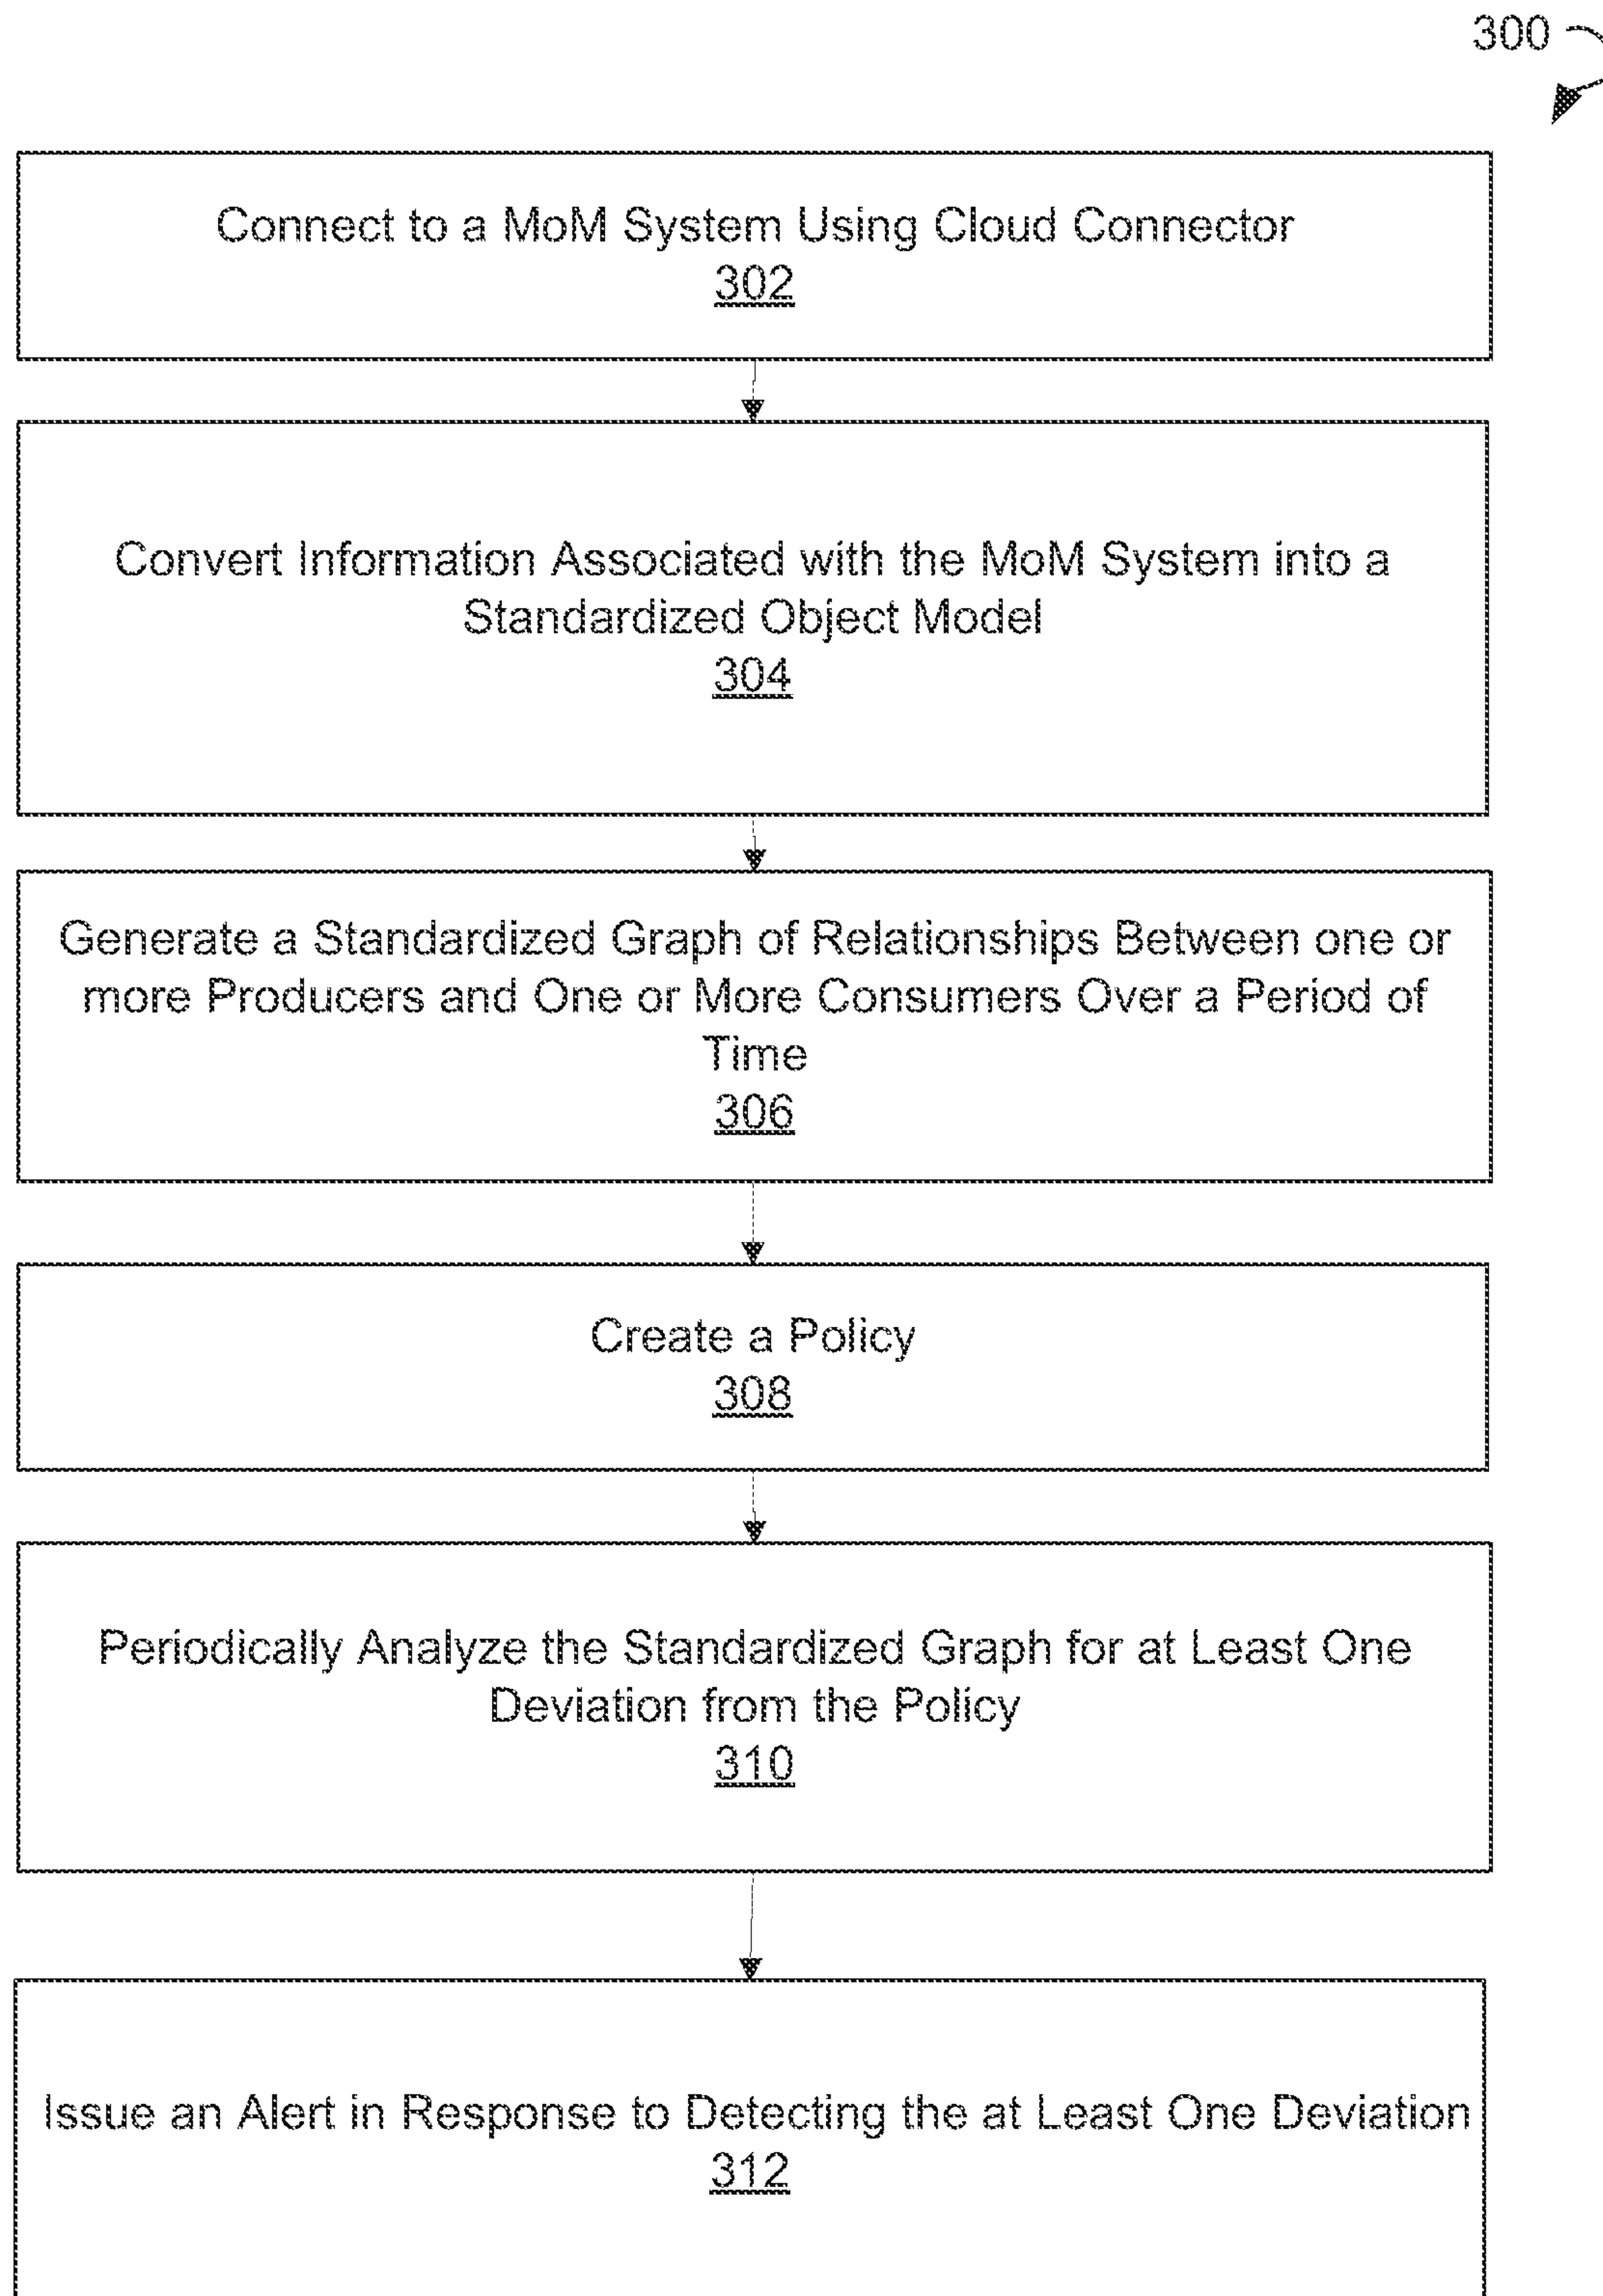 300
Connect to a MoM System Using Cloud Connector
302
Convert Information Associated with the MoM System into a
Standardized Object Model
304
Generate a Standardized Graph of Relationships Between one or
more Producers and One or More Consumers Over a Period of
Time
306
Create a Policy
308
Periodically Analyze the Standardized Graph for at Least One
Deviation from the Policy
310
Issue an Alert in Response to Detecting the at Least One Deviation
312